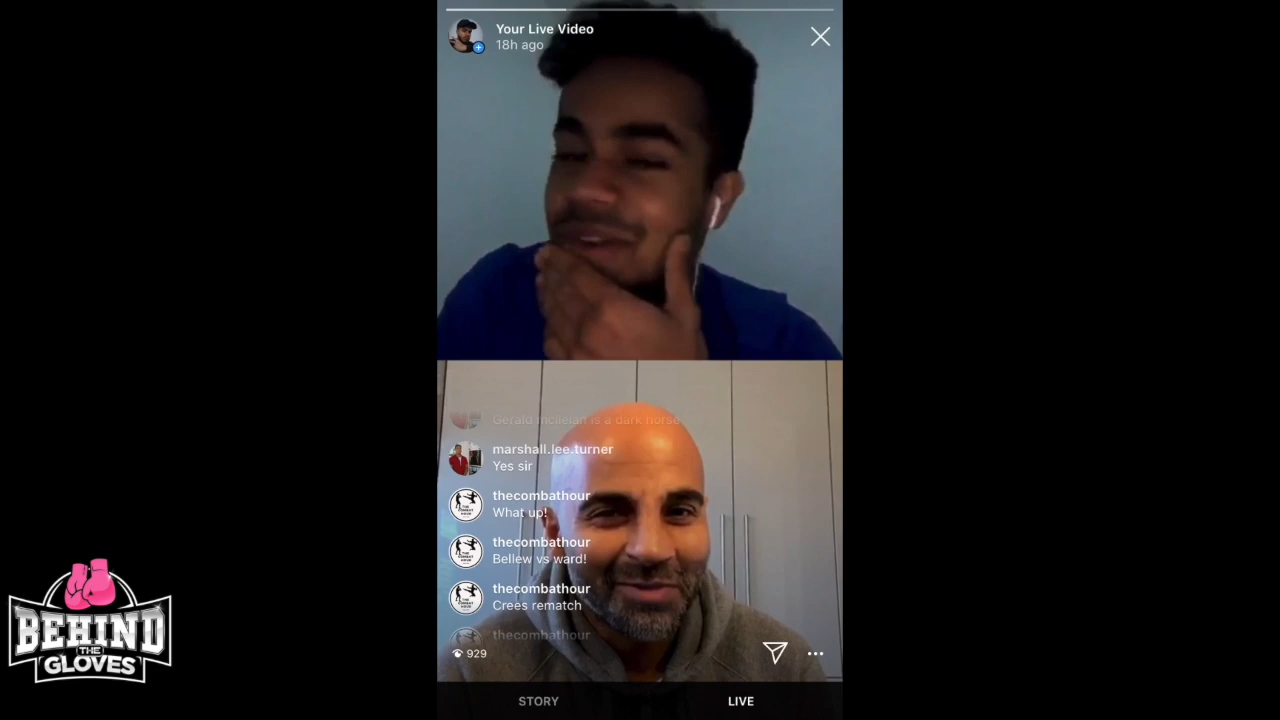 Your Live Video
18h ago
Gerald mcllelan is a dark horse
marshall.lee.turner
Yes sir
thecombathour
What up!
thecombathour
Bellew vs ward!
thecombathour
Crees rematch
thecombathour
929
STORY
LIVE
BEHIND
THE
GLOVES